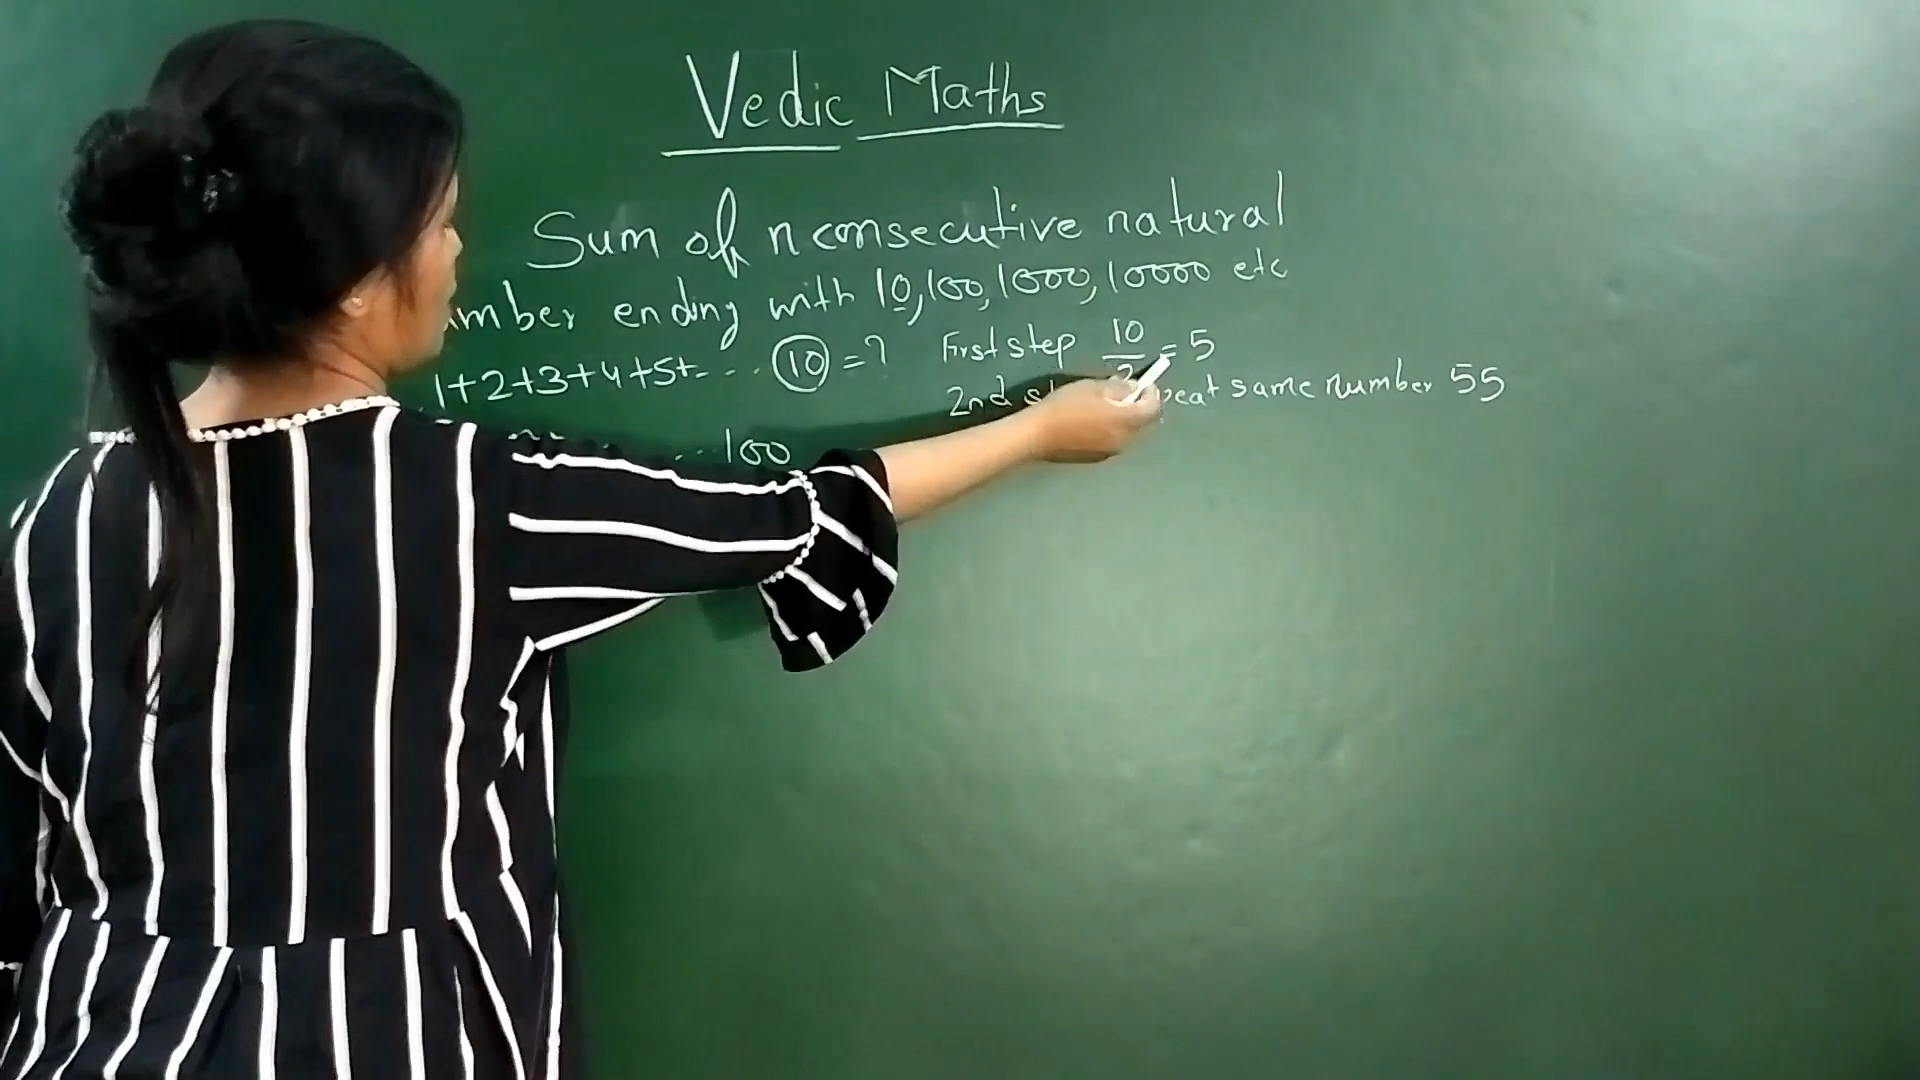 Vedic Maths
Sum of n consecutive natural
umber ending with 10,100,1000,10000 etc
1+2+3+4+5+-... 10 =? First step 10/2 = 5
2nd s peat same number 55
...100